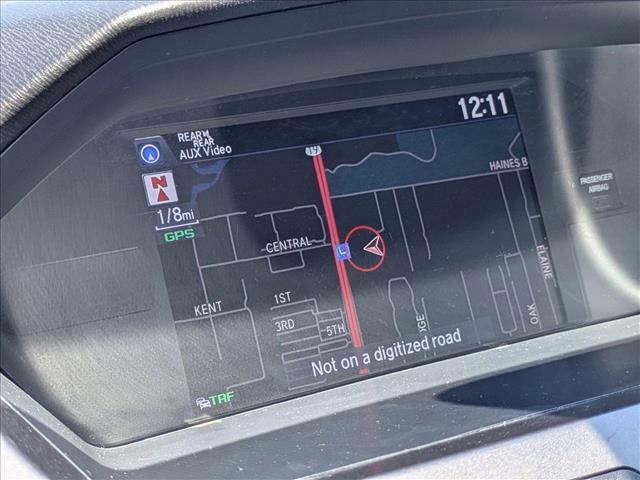 REAR
REAR
AUX Video
12:11
19
N
1/8mi
GPS
HAINES B
CENTRAL
L
PASSENGER
AIRBAG
ELAINE
KENT
1ST
3RD
5TH
OAK
Not on a digitized road
TRF